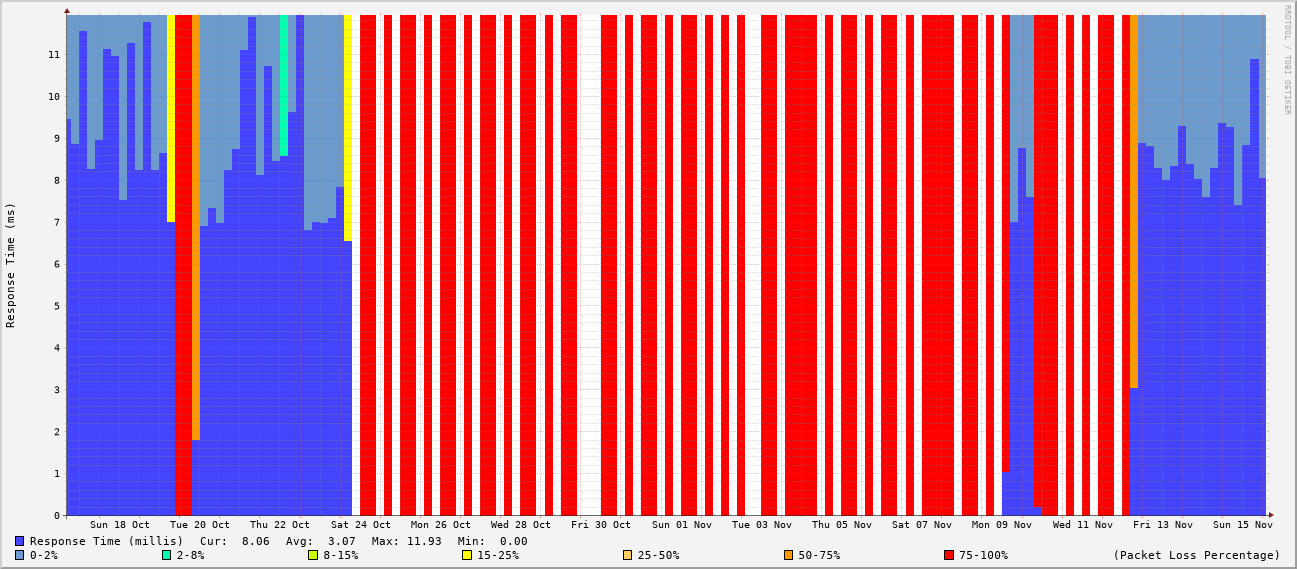 RRDTOOL / TOBI OETIKER
Response Time (ms)
11
10
9
8
7
6
5
4
3
2
1
0
Sun 18 Oct Tue 20 Oct Thu 22 Oct Sat 24 Oct Mon 26 Oct Wed 28 Oct Fri 30 Oct Sun 01 Nov Tue 03 Nov Thu 05 Nov Sat 07 Nov Mon 09 Nov Wed 11 Nov Fri 13 Nov Sun 15 Nov
Response Time (millis) Cur: 8.06 Avg: 3.07 Max: 11.93 Min: 0.00
0-2% 2-8% 8-15% 15-25% 25-50% 50-75% 75-100% (Packet Loss Percentage)